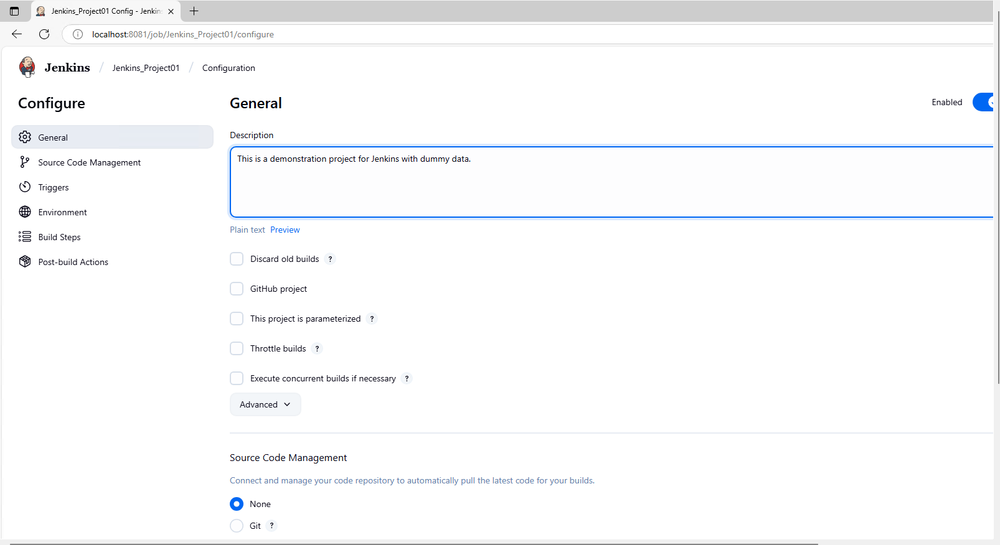 Jenkins_Project01 Config - Jenkins
localhost:8081/job/Jenkins_Project01/configure
Jenkins / Jenkins_Project01 / Configuration
Configure
General
Source Code Management
Triggers
Environment
Build Steps
Post-build Actions
General
Enabled
Description
This is a demonstration project for Jenkins with dummy data.
Plain text Preview
Discard old builds ?
GitHub project
This project is parameterized ?
Throttle builds ?
Execute concurrent builds if necessary ?
Advanced
Source Code Management
Connect and manage your code repository to automatically pull the latest code for your builds.
None
Git ?